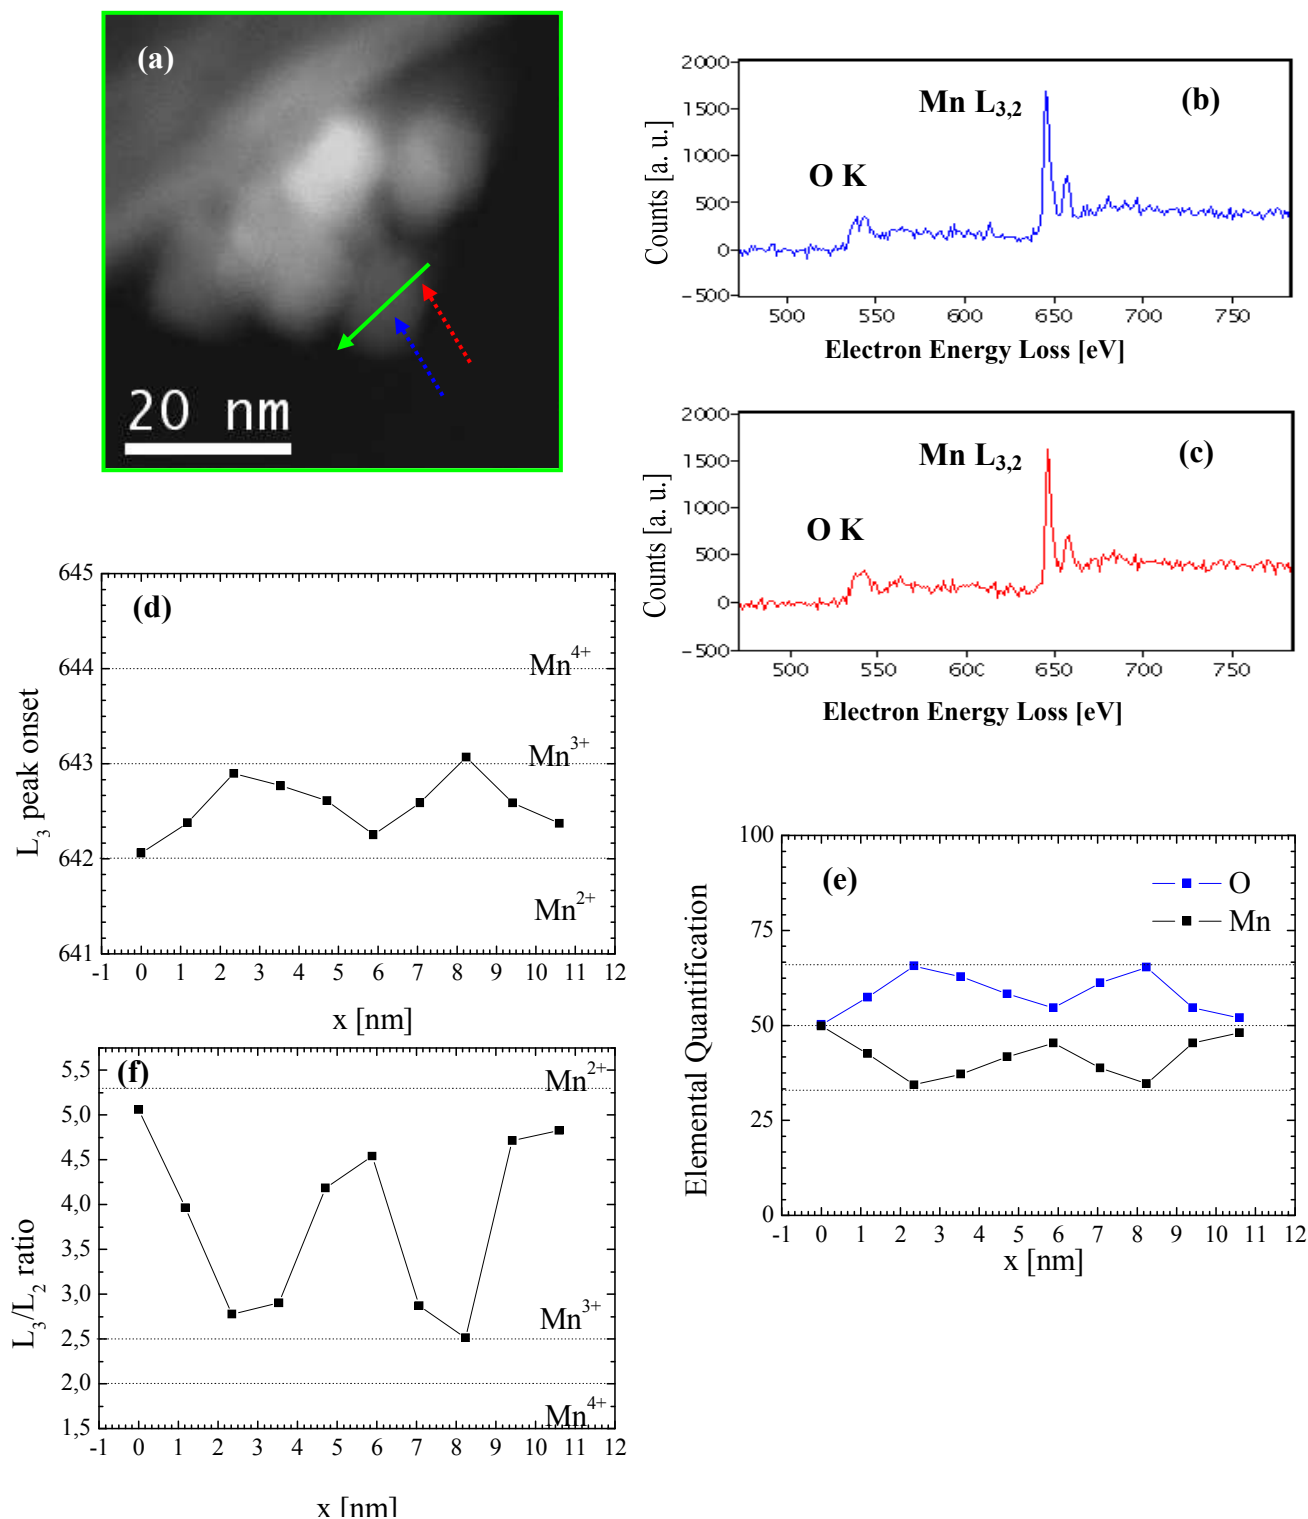 (a)
20 nm
2000
1500
1000
500
0
-500
Counts [a. u.]
Mn L3,2
(b)
O K
500
550
600
650
700
750
Electron Energy Loss [eV]
2000
1500
1000
500
0
-500
Counts [a. u.]
Mn L3,2
(c)
O K
500
550
600
650
700
750
Electron Energy Loss [eV]
645
644
643
642
641
L3 peak onset
(d)
Mn4+
Mn3+
Mn2+
-1 0 1 2 3 4 5 6 7 8 9 10 11 12
x [nm]
100
75
50
25
0
Elemental Quantification
(e)
O
Mn
-1 0 1 2 3 4 5 6 7 8 9 10 11 12
x [nm]
5,5
5,0
4,5
4,0
3,5
3,0
2,5
2,0
1,5
L3/L2 ratio
(f)
Mn2+
Mn3+
Mn4+
-1 0 1 2 3 4 5 6 7 8 9 10 11 12
x [nm]